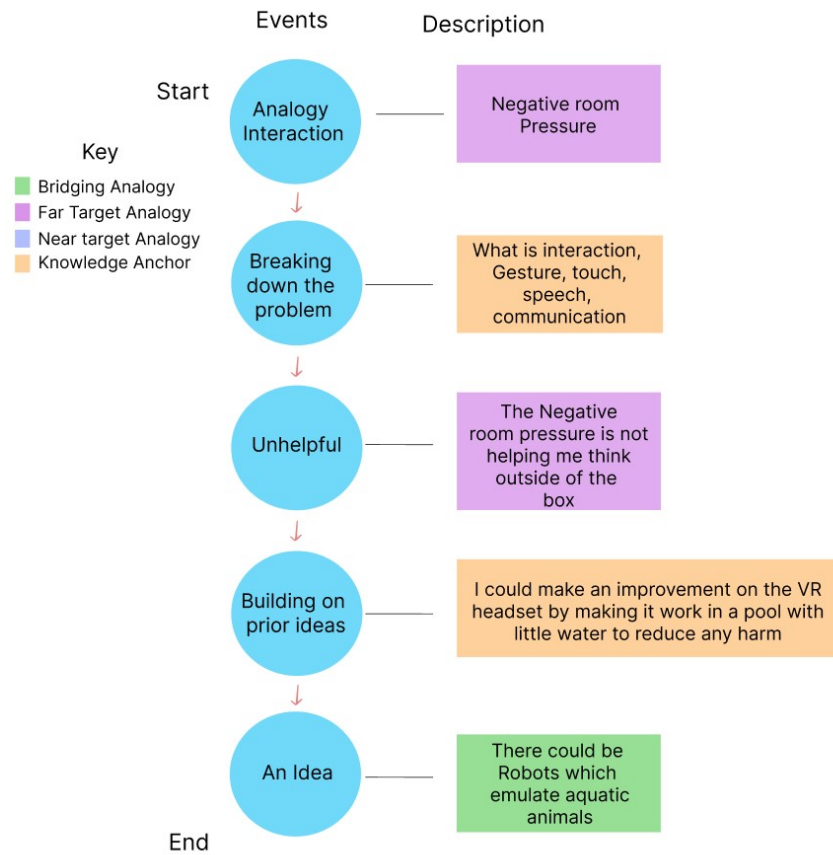 Events
Description
Start
Analogy
Interaction
Negative room
Pressure
Key
Bridging Analogy
Far Target Analogy
Near target Analogy
Knowledge Anchor
Breaking
down the
problem
What is interaction,
Gesture, touch,
speech,
communication
Unhelpful
The Negative
room pressure is not
helping me think
outside of the
box
Building on
prior ideas
I could make an improvement on the VR
headset by making it work in a pool with
little water to reduce any harm
An Idea
There could be
Robots which
emulate aquatic
animals
End